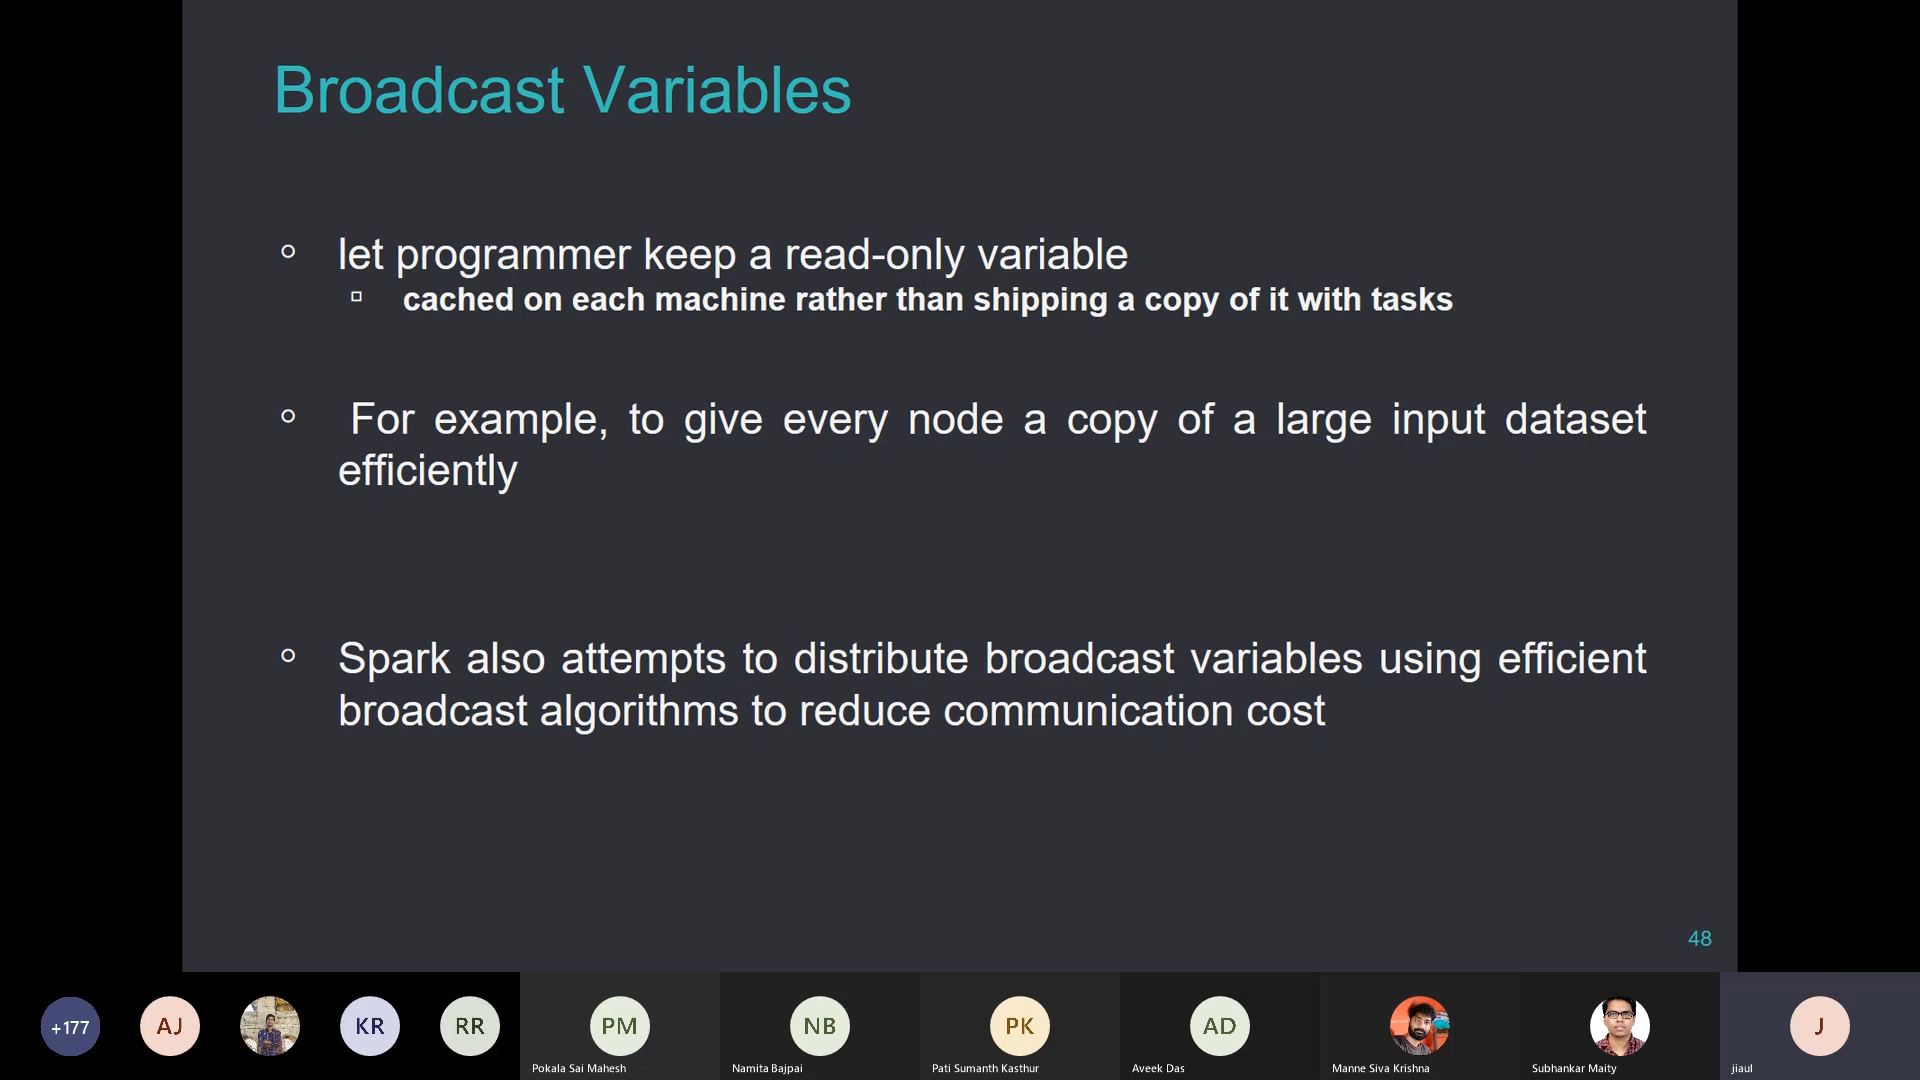 Broadcast Variables
let programmer keep a read-only variable
cached on each machine rather than shipping a copy of it with tasks
For example, to give every node a copy of a large input dataset
efficiently
Spark also attempts to distribute broadcast variables using efficient
broadcast algorithms to reduce communication cost
48
+177
AJ
KR
RR
PM
NB
PK
AD
J
Pokala Sai Mahesh
Namita Bajpai
Pati Sumanth Kasthur
Aveek Das
Manne Siva Krishna
Subhankar Maity
jiaul